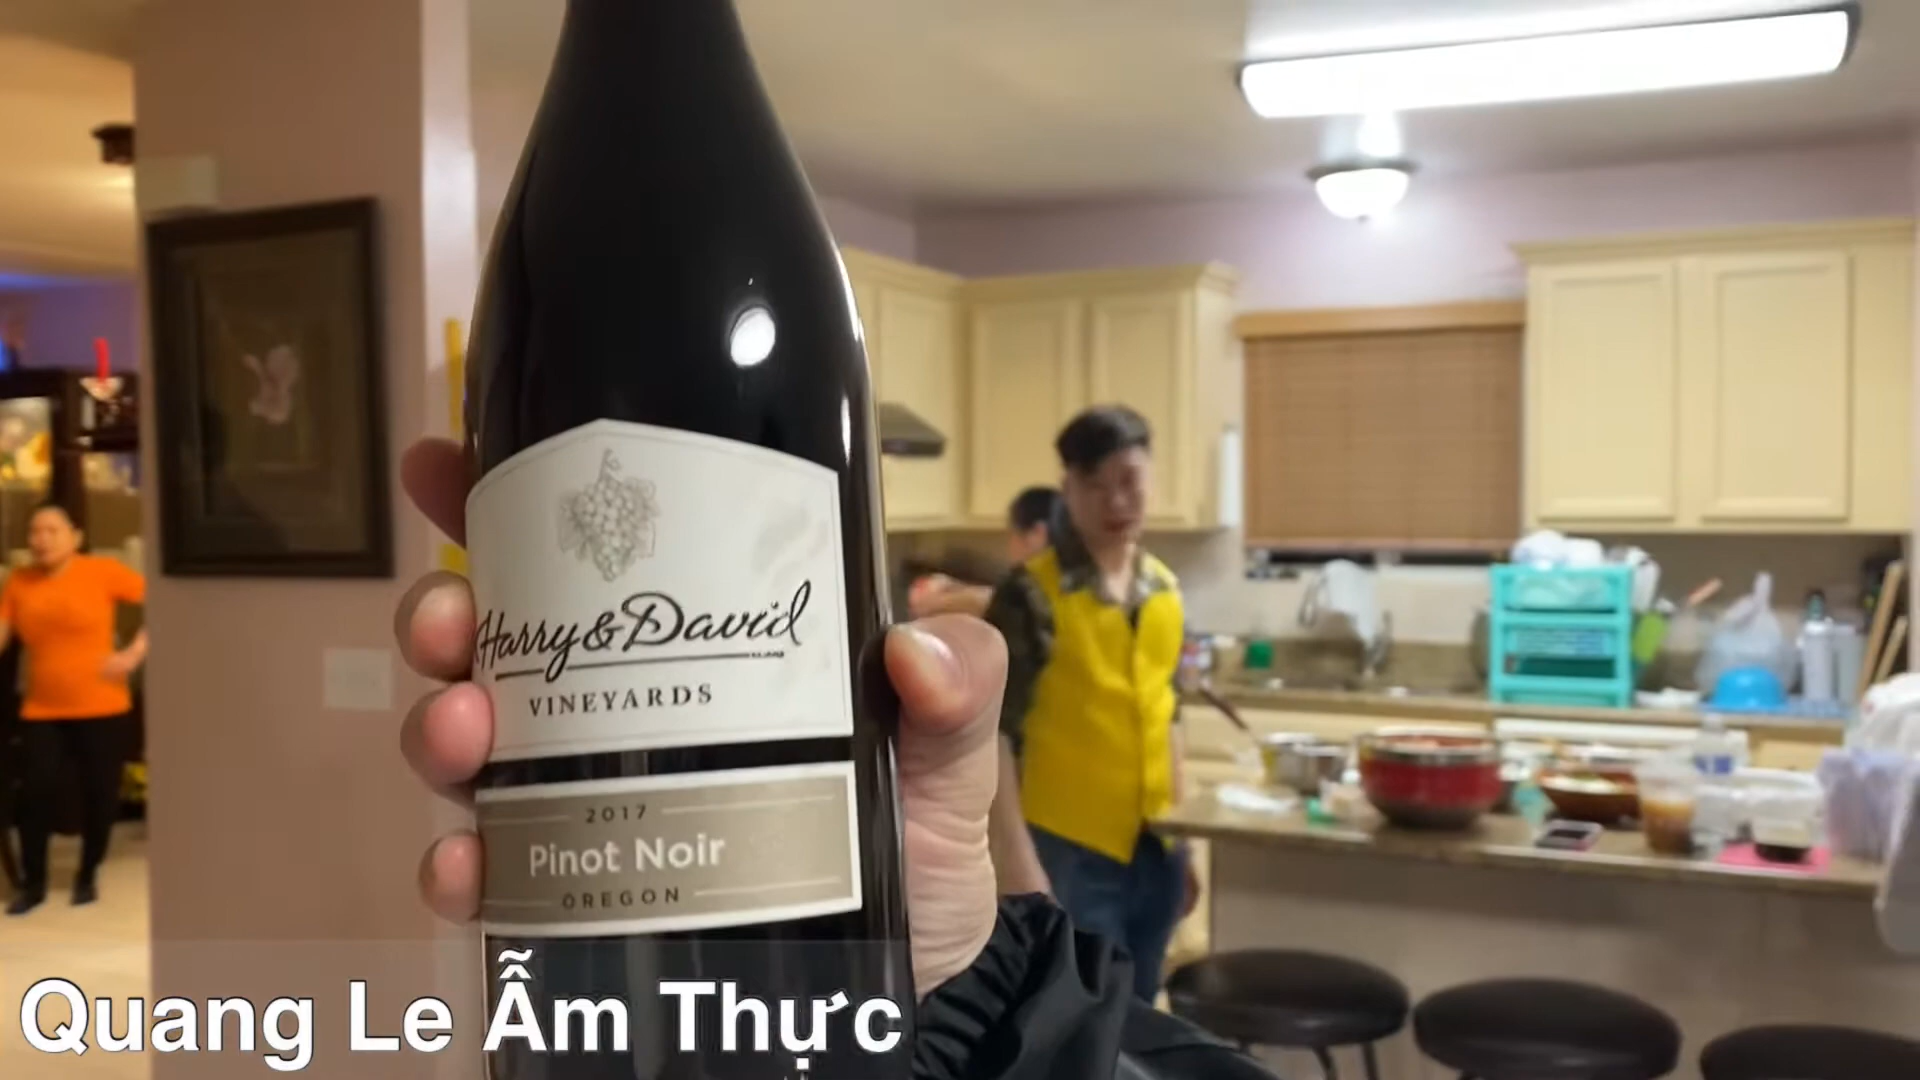 Harry & David
VINEYARDS
2017
Pinot Noir
OREGON
Quang Le Ẫm Thực